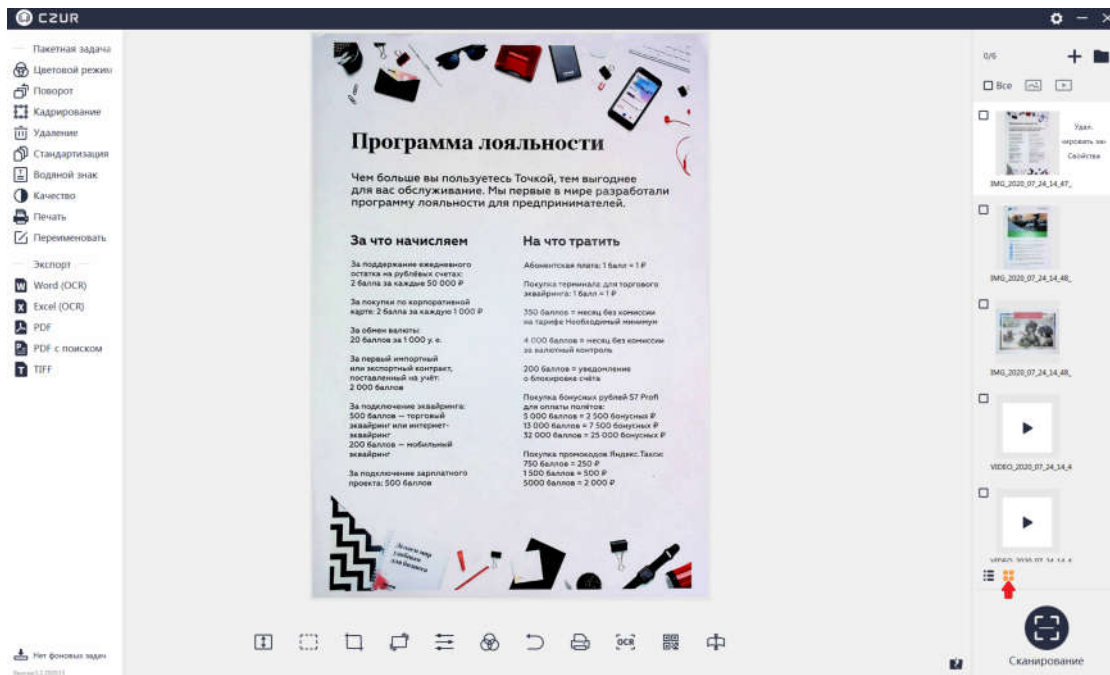 CZUR
Пакетная задача
Цветовой режим
Поворот
Кадрирование
Удаление
Стандартизация
Водяной знак
Качество
Печать
Переименовать
Экспорт
Word (OCR)
Excel (OCR)
PDF
PDF с поиском
TIFF
Нет фоновых задач
Программа лояльности
Чем больше вы пользуетесь Точкой, тем выгоднее
для вас обслуживание. Мы первые в мире разработали
программу лояльности для предпринимателей.
За что начисляем
За поддержание ежедневного
остатка на рублёвых счетах:
2 балла за каждые 50 000 ₽
За покупки по корпоративной
карте: 2 балла за каждую 1 000 ₽
За обмен валюты:
20 баллов за 1 000 у. е.
За первый импортный
или экспортный контракт,
поставленный на учёт:
2 000 баллов
За подключение эквайринга:
500 баллов — торговый
эквайринг или интернет-
эквайринг
200 баллов — мобильный
эквайринг
За подключение зарплатного
проекта: 500 баллов
На что тратить
Абонентская плата: 1 балл = 1 ₽
Покупка терминала для торгового
эквайринга: 1 балл = 1 ₽
350 баллов = месяц без комиссии
на тарифе Необходимый минимум
4 000 баллов = месяц без комиссии
за валютный контроль
200 баллов = уведомление
о блокировке счёта
Покупка бонусных рублей S7 Profi
для оплаты полётов:
5 000 баллов = 2 500 бонусных ₽
13 000 баллов = 7 500 бонусных ₽
32 000 баллов = 25 000 бонусных ₽
Покупка промокодов Яндекс.Такси:
750 баллов = 250 ₽
1 500 баллов = 500 ₽
5000 баллов = 2 000 ₽
Делаем мир
удобным
для бизнеса
OCR
0/6
Все
Удал.
Свойства
IMG_2020_07_24_14_47_
IMG_2020_07_24_14_48_
IMG_2020_07_24_14_48_
VIDEO_2020_07_24_14_4
VIDEO_2020_07_24_14_4
Сканирование